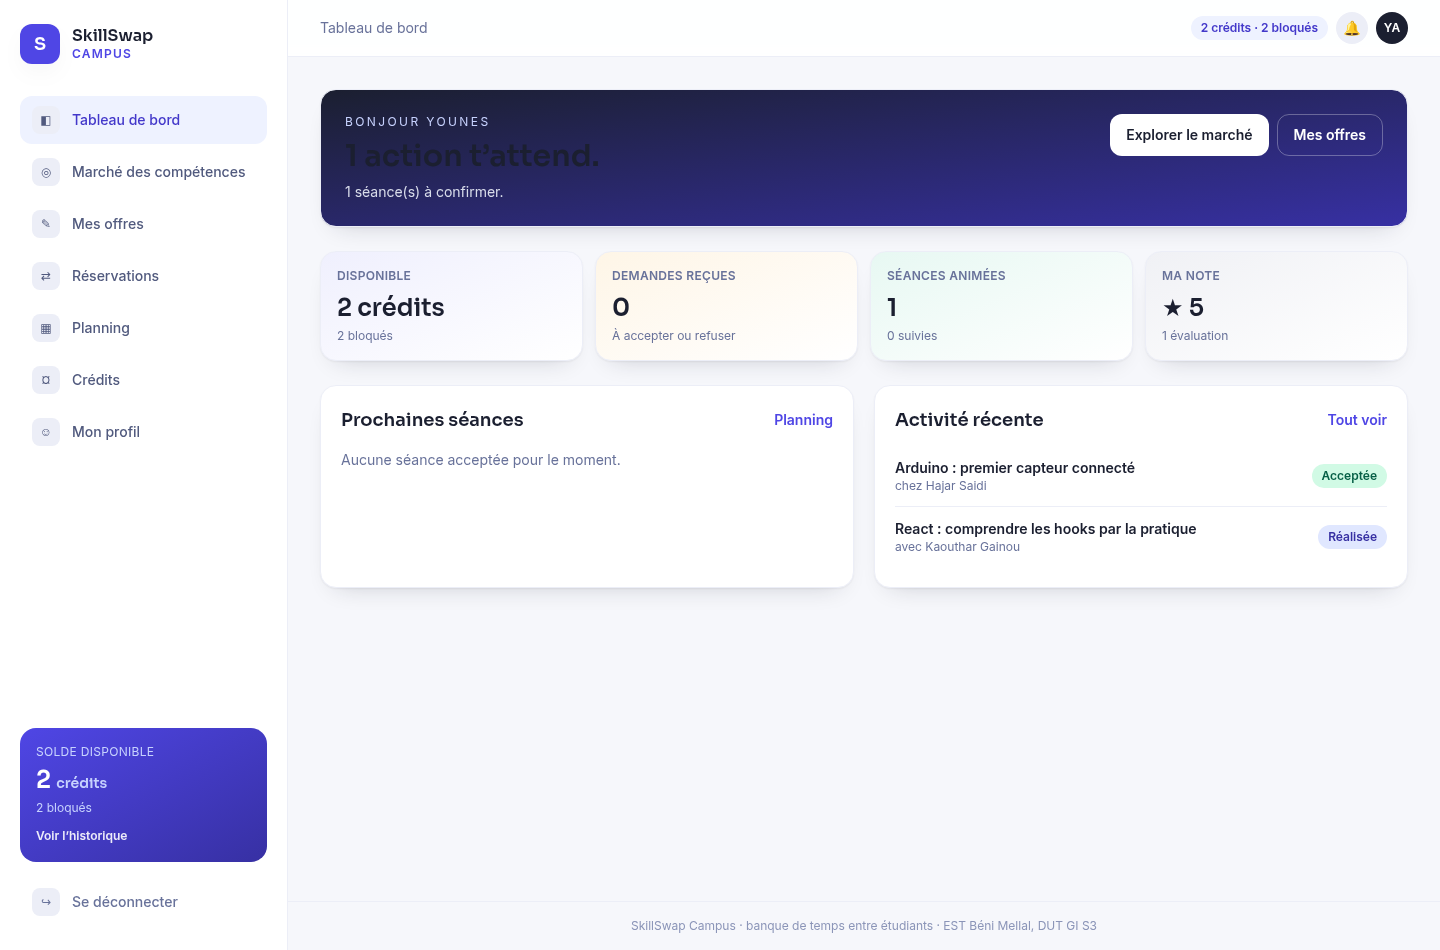 S
SkillSwap
CAMPUS
Tableau de bord
Marché des compétences
Mes offres
Réservations
Planning
Crédits
Mon profil
SOLDE DISPONIBLE
2 crédits
2 bloqués
Voir l’historique
Se déconnecter
Tableau de bord
2 crédits · 2 bloqués
YA
BONJOUR YOUNES
1 action t’attend.
1 séance(s) à confirmer.
Explorer le marché
Mes offres
DISPONIBLE
2 crédits
2 bloqués
DEMANDES REÇUES
0
À accepter ou refuser
SÉANCES ANIMÉES
1
0 suivies
MA NOTE
★ 5
1 évaluation
Prochaines séances
Planning
Aucune séance acceptée pour le moment.
Activité récente
Tout voir
Arduino : premier capteur connecté
chez Hajar Saidi
Acceptée
React : comprendre les hooks par la pratique
avec Kaouthar Gainou
Réalisée
SkillSwap Campus · banque de temps entre étudiants · EST Béni Mellal, DUT GI S3